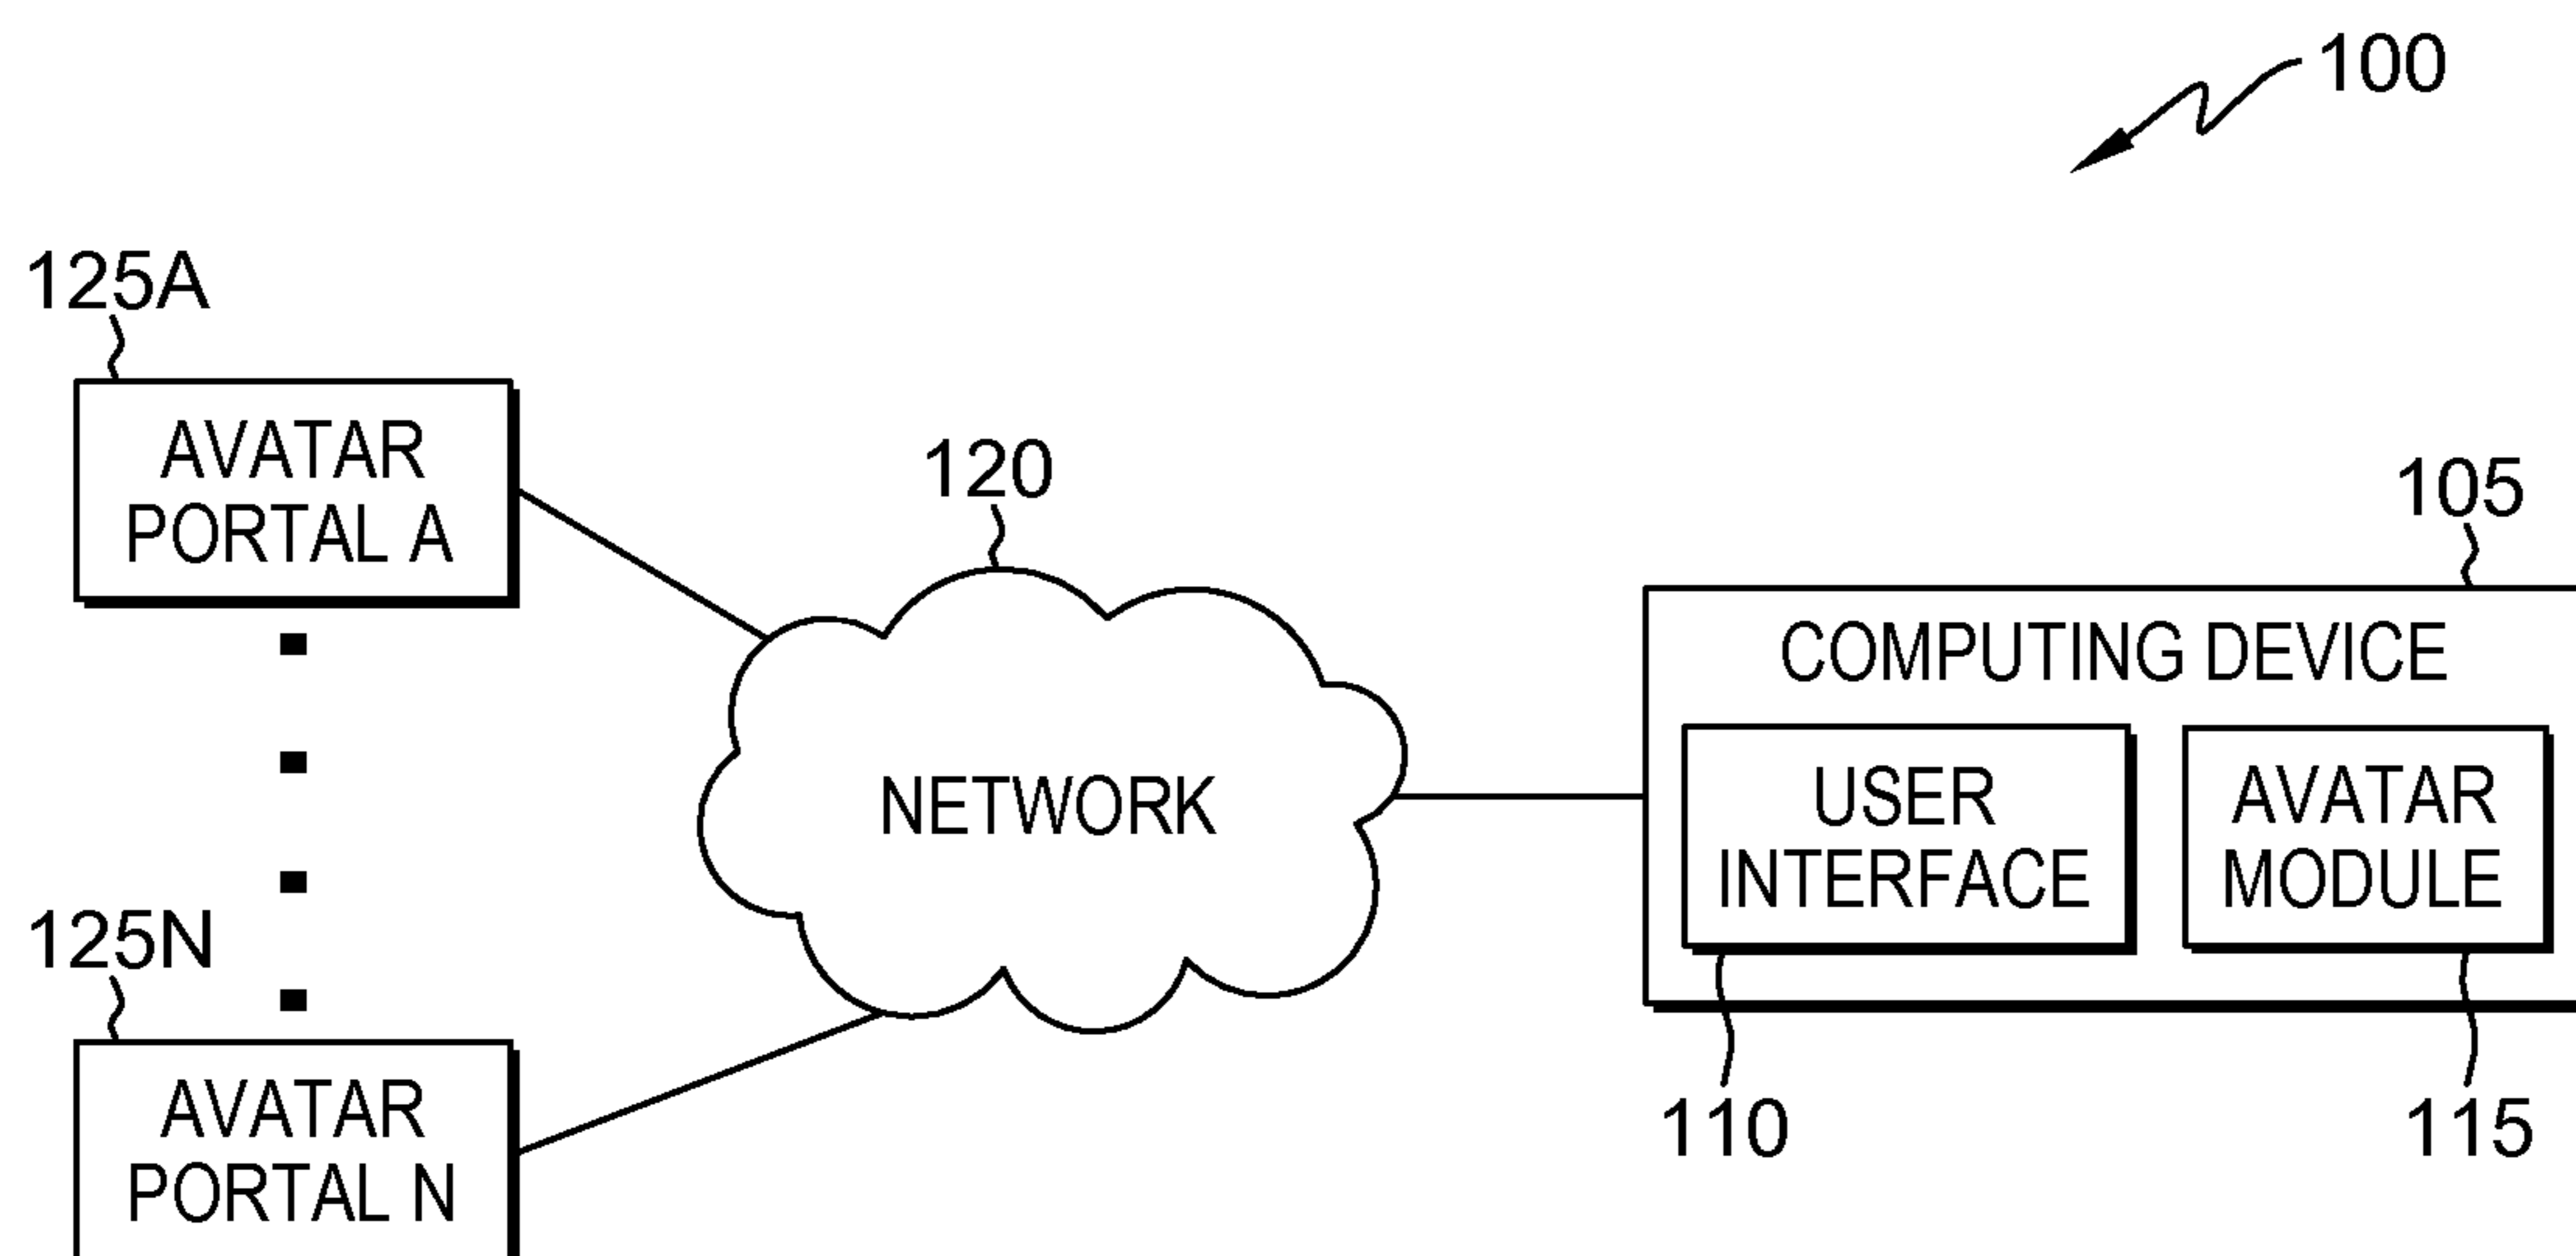 100
125A
AVATAR
PORTAL A
120
NETWORK
105
COMPUTING DEVICE
USER
INTERFACE
AVATAR
MODULE
110
115
125N
AVATAR
PORTAL N